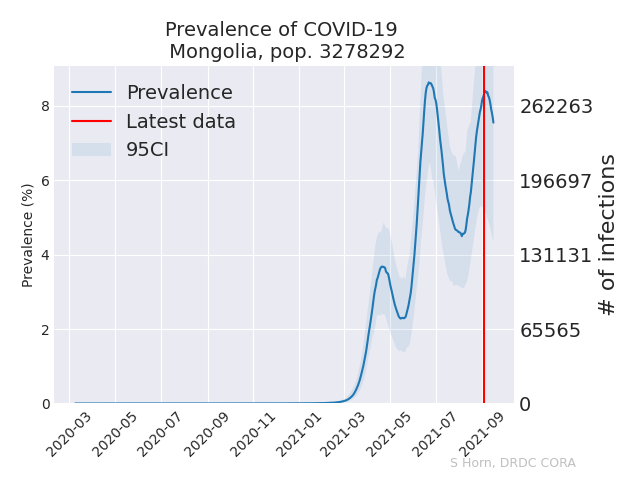 Prevalence of COVID-19
Mongolia, pop. 3278292
Prevalence
Latest data
95CI
Prevalence (%)
8
6
4
2
0
262263
196697
131131
65565
0
# of infections
2020-03
2020-05
2020-07
2020-09
2020-11
2021-01
2021-03
2021-05
2021-07
2021-09
S Horn, DRDC CORA